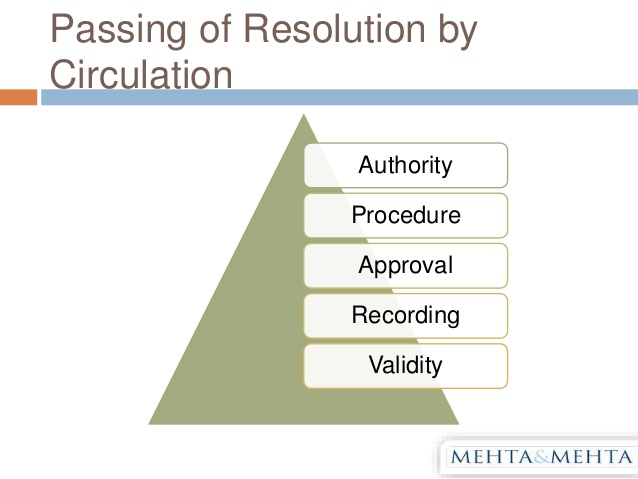 Passing of Resolution by
Circulation
Authority
Procedure
Approval
Recording
Validity
MEHTA&MEHTA